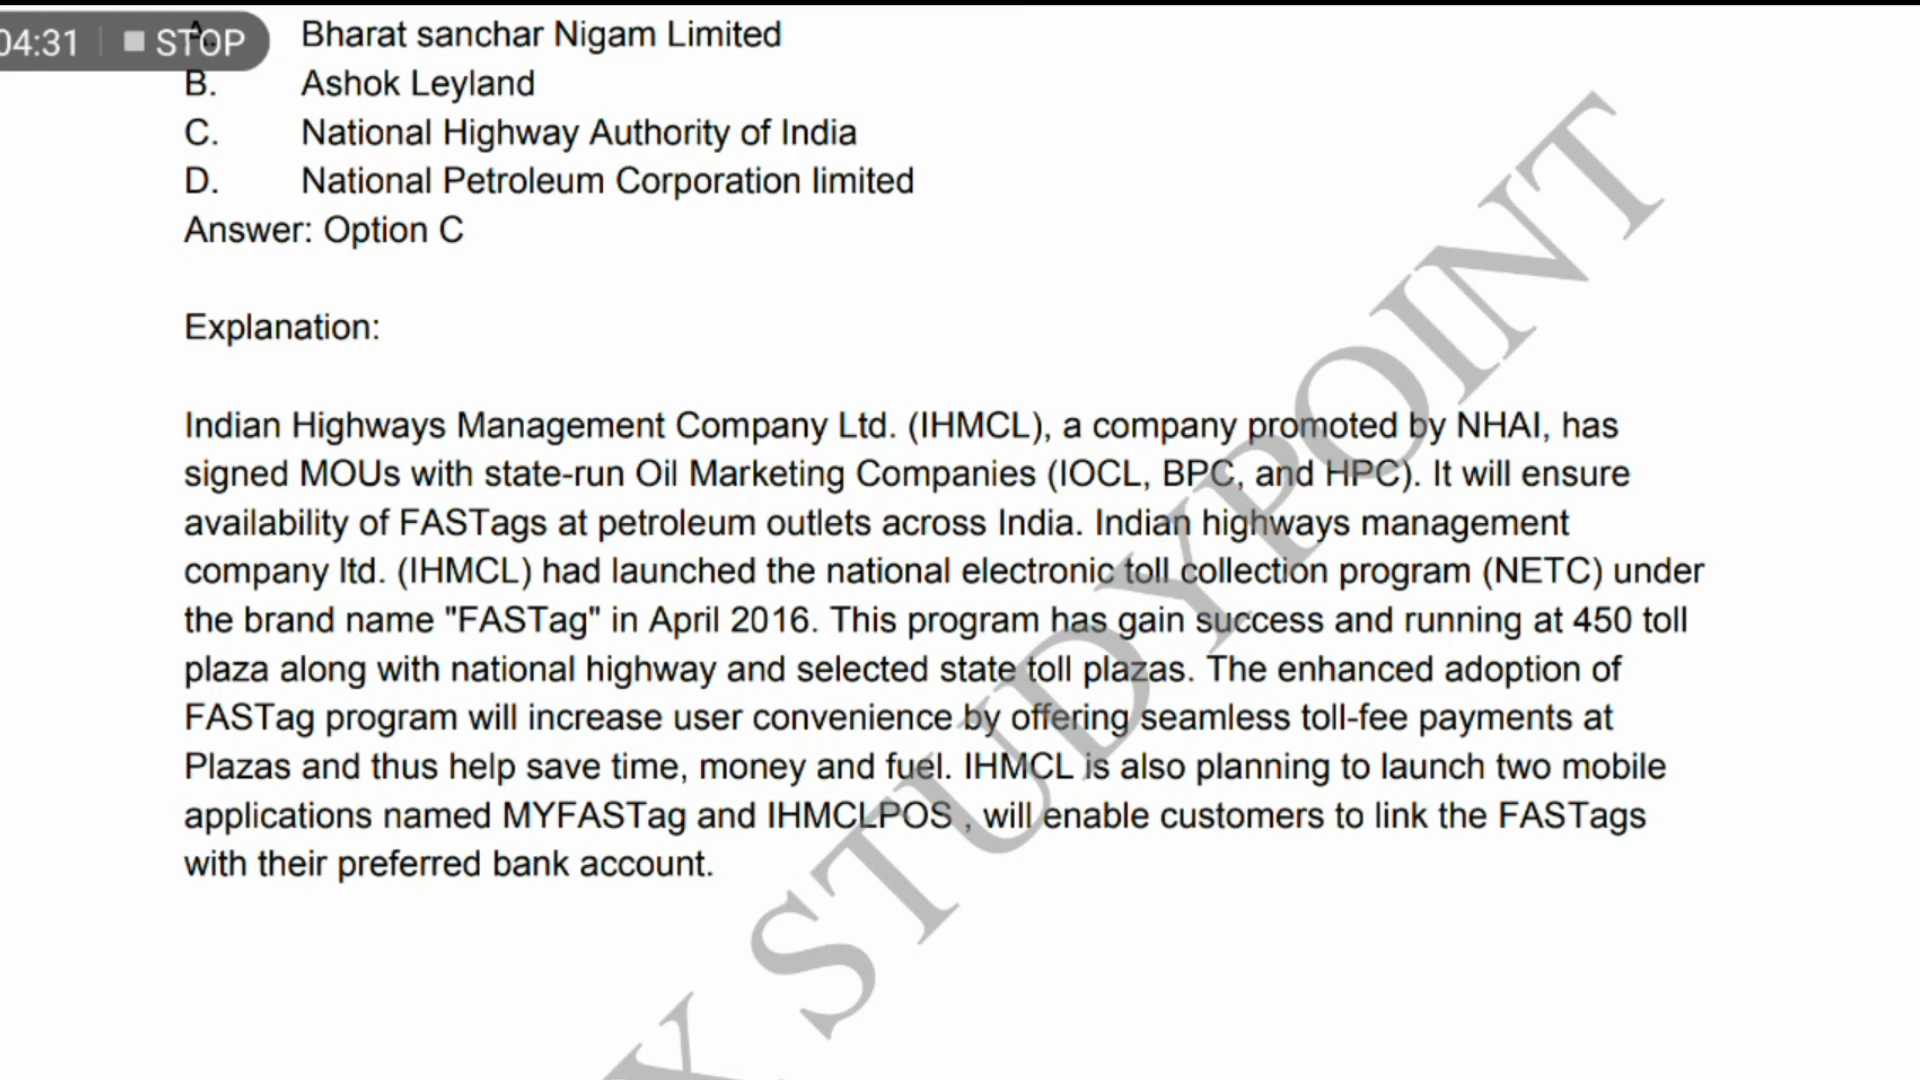 04:31 STOP
A. Bharat sanchar Nigam Limited
B. Ashok Leyland
C. National Highway Authority of India
D. National Petroleum Corporation limited
Answer: Option C
Explanation:
Indian Highways Management Company Ltd. (IHMCL), a company promoted by NHAI, has
signed MOUs with state-run Oil Marketing Companies (IOCL, BPC, and HPC). It will ensure
availability of FASTags at petroleum outlets across India. Indian highways management
company ltd. (IHMCL) had launched the national electronic toll collection program (NETC) under
the brand name "FASTag" in April 2016. This program has gain success and running at 450 toll
plaza along with national highway and selected state toll plazas. The enhanced adoption of
FASTag program will increase user convenience by offering seamless toll-fee payments at
Plazas and thus help save time, money and fuel. IHMCL is also planning to launch two mobile
applications named MYFASTag and IHMCLPOS , will enable customers to link the FASTags
with their preferred bank account.
X STUDYPOINT